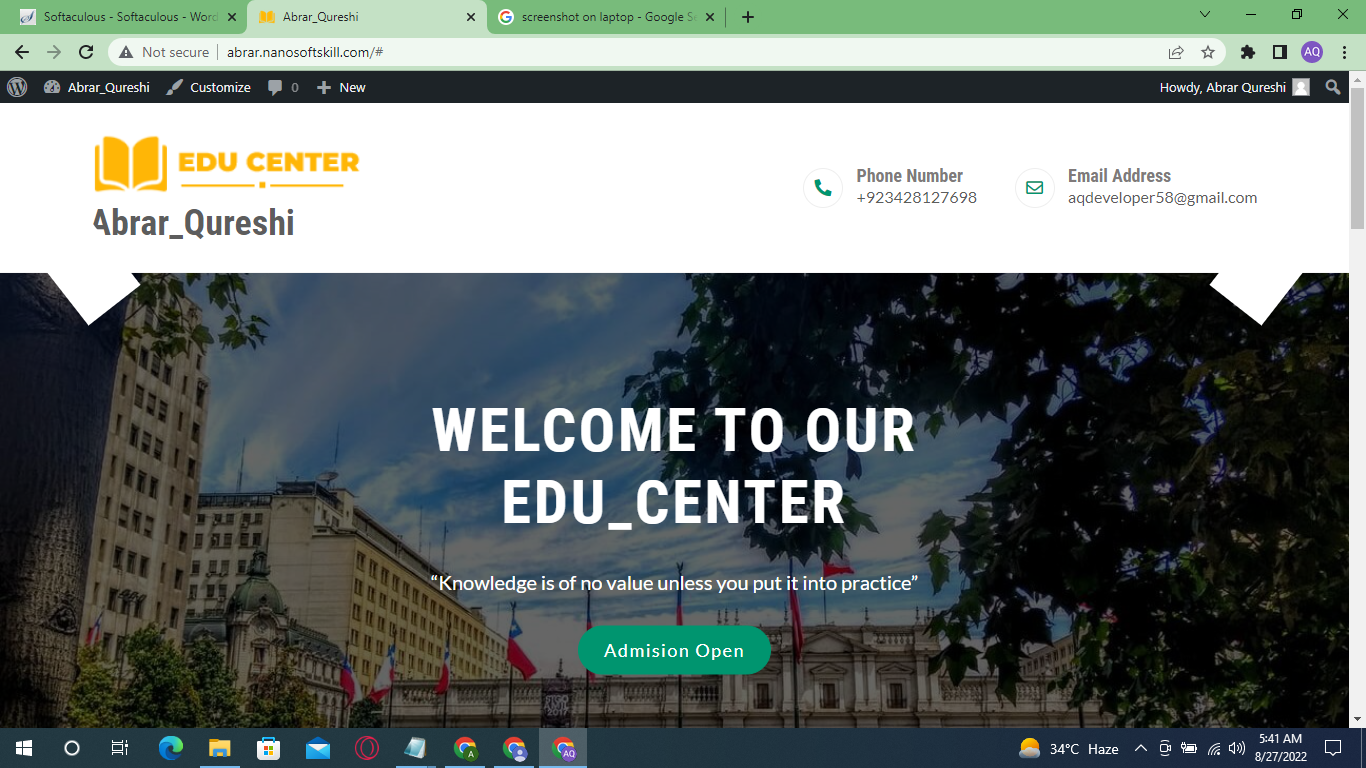 Softaculous - Softaculous - Word
Abrar_Qureshi
screenshot on laptop - Google Se
Not secure
abrar.nanosoftskill.com/#
AQ
Abrar_Qureshi
Customize
0
New
Howdy, Abrar Qureshi
EDU CENTER
Abrar_Qureshi
Phone Number
+923428127698
Email Address
aqdeveloper58@gmail.com
WELCOME TO OUR
EDU_CENTER
“Knowledge is of no value unless you put it into practice”
Admision Open
A
AQ
34°C Haze
5:41 AM
8/27/2022